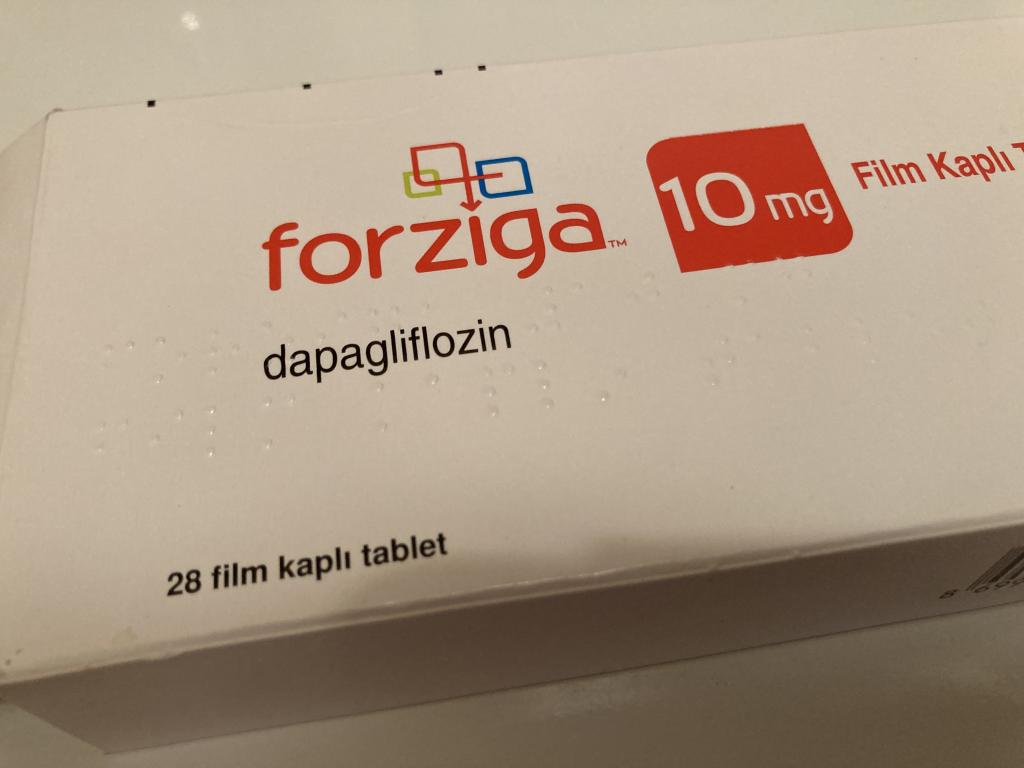 forziga™
10 mg
Film Kaplı
dapagliflozin
28 film kaplı tablet